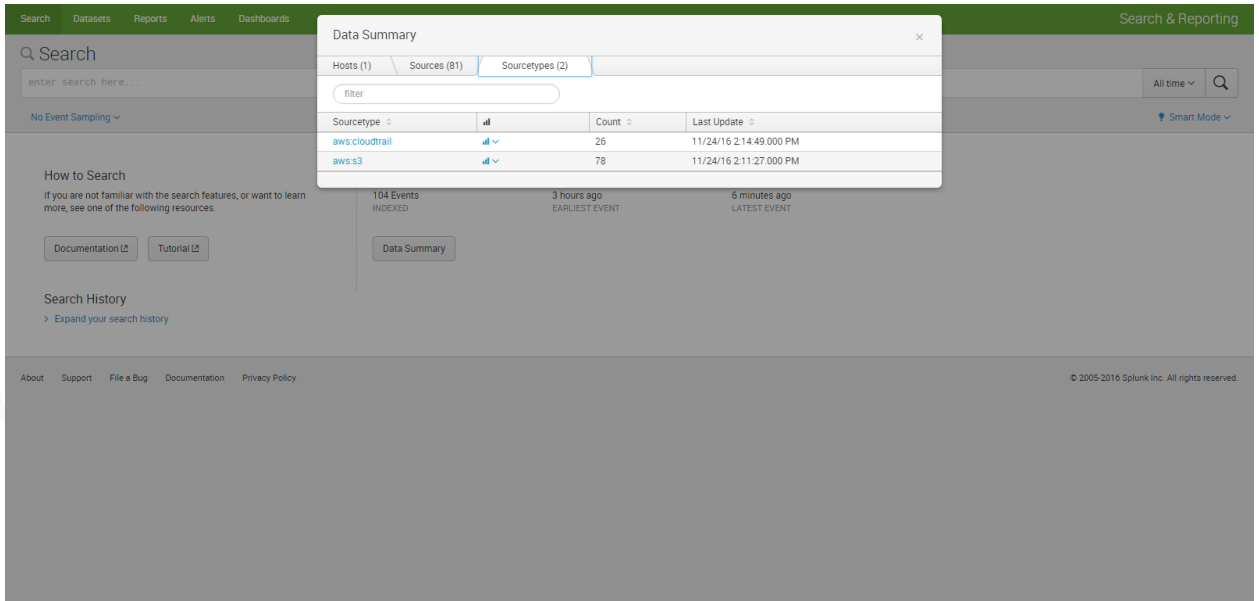 Search Datasets Reports Alerts Dashboards Search & Reporting
Search
enter search here... All time
No Event Sampling Smart Mode
Data Summary ×
Hosts (1) Sources (81) Sourcetypes (2)
filter
Sourcetype Count Last Update
aws:cloudtrail 26 11/24/16 2:14:49.000 PM
aws:s3 78 11/24/16 2:11:27.000 PM
How to Search
If you are not familiar with the search features, or want to learn
more, see one of the following resources.
Documentation Tutorial
104 Events 3 hours ago 6 minutes ago
INDEXED EARLIEST EVENT LATEST EVENT
Data Summary
Search History
> Expand your search history
About Support File a Bug Documentation Privacy Policy © 2005-2016 Splunk Inc. All rights reserved.